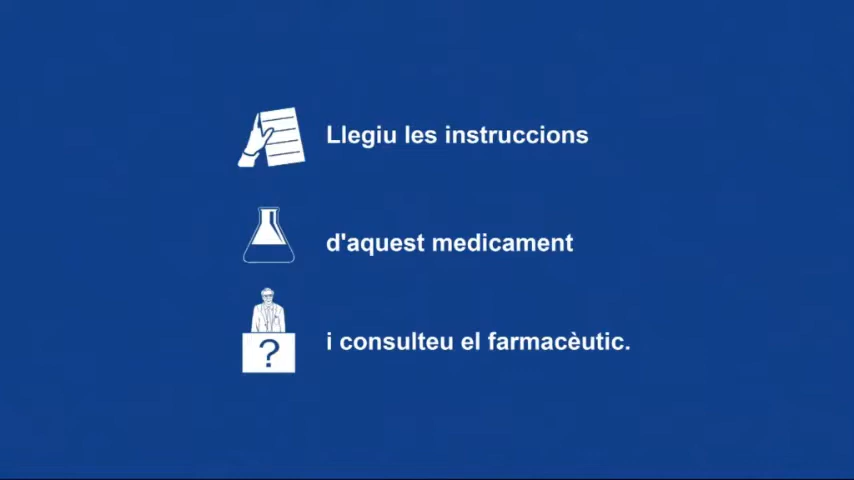 Llegiu les instruccions
d'aquest medicament
?
i consulteu el farmacèutic.